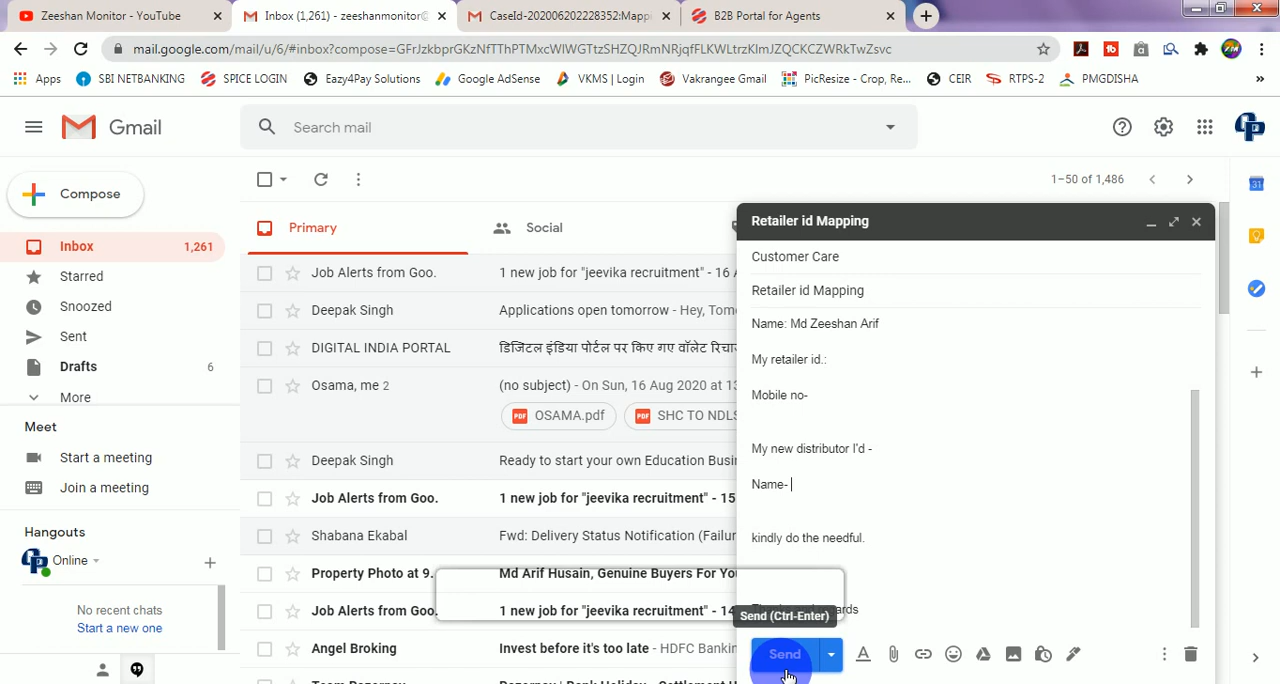 Zeeshan Monitor - YouTube
Inbox (1,261) - zeeshanmonitor@
CaseId-202006202228352:Mappi
B2B Portal for Agents
mail.google.com/mail/u/6/#inbox?compose=GFrJzkbprGKzNfTThPTMxcWlWGTtzSHZQJRmNRjqfFLKWLtrzKlmJZQCKCZWRkTwZsvc
Apps SBI NETBANKING SPICE LOGIN Eazy4Pay Solutions Google AdSense VKMS | Login Vakrangee Gmail PicResize - Crop, Re... CEIR RTPS-2 PMGDISHA »
Gmail
Search mail
Compose
1–50 of 1,486
Inbox 1,261
Starred
Snoozed
Sent
Drafts 6
More
Meet
Start a meeting
Join a meeting
Hangouts
Online
No recent chats
Start a new one
Primary
Social
Job Alerts from Goo. 1 new job for "jeevika recruitment" - 16 A
Deepak Singh Applications open tomorrow - Hey, Tomo
DIGITAL INDIA PORTAL डिजिटल इंडिया पोर्टल पर किए गए वॉलेट रिचा
Osama, me 2 (no subject) - On Sun, 16 Aug 2020 at 13
OSAMA.pdf SHC TO NDLS
Deepak Singh Ready to start your own Education Busi
Job Alerts from Goo. 1 new job for "jeevika recruitment" - 15
Shabana Ekabal Fwd: Delivery Status Notification (Failur
Property Photo at 9. Md Arif Husain, Genuine Buyers For You
Job Alerts from Goo. 1 new job for "jeevika recruitment" - 14
Angel Broking Invest before it's too late - HDFC Bankin
Retailer id Mapping
Customer Care
Retailer id Mapping
Name: Md Zeeshan Arif
My retailer id.:
Mobile no-
My new distributor I'd -
Name-
kindly do the needful.
Send (Ctrl-Enter)
Send